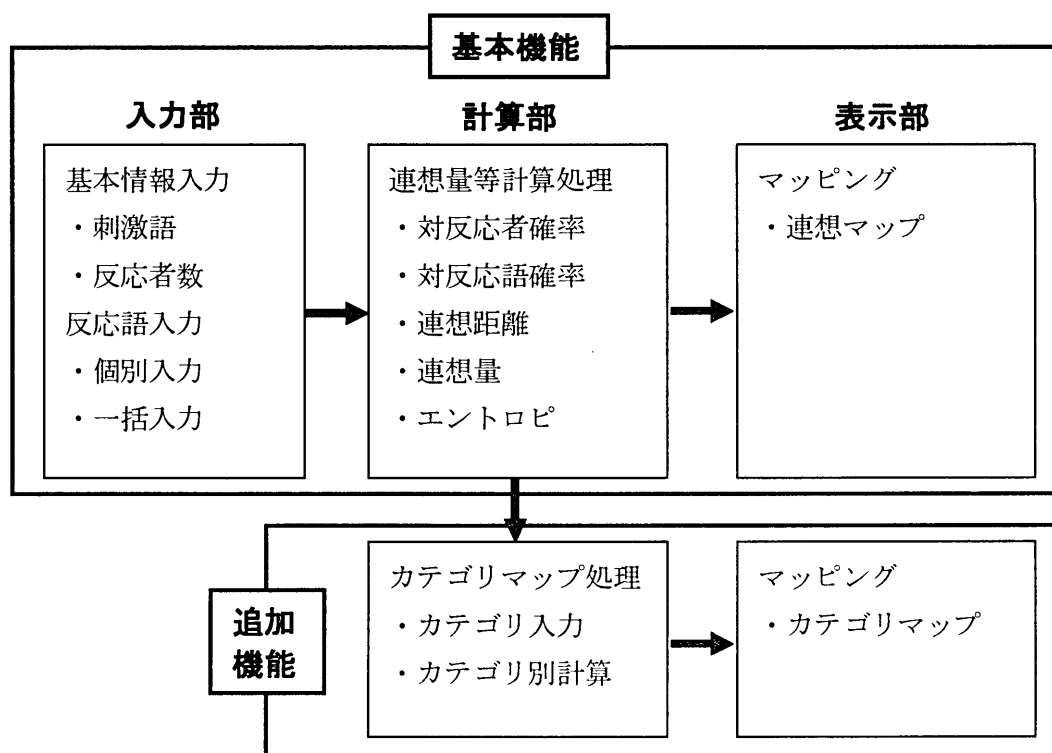 基本機能
入力部
基本情報入力
・刺激語
・反応者数
反応語入力
・個別入力
・一括入力
計算部
連想量等計算処理
・対反応者確率
・対反応語確率
・連想距離
・連想量
・エントロピ
表示部
マッピング
・連想マップ
追加
機能
カテゴリマップ処理
・カテゴリ入力
・カテゴリ別計算
マッピング
・カテゴリマップ